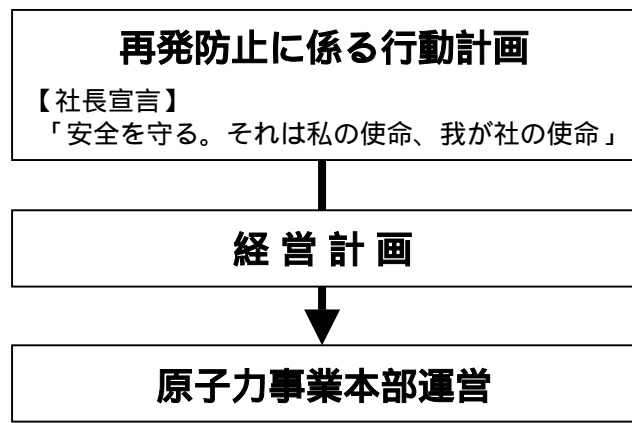 再発防止に係る行動計画
【社長宣言】
「安全を守る。それは私の使命、我が社の使命」
経営計画
原子力事業本部運営